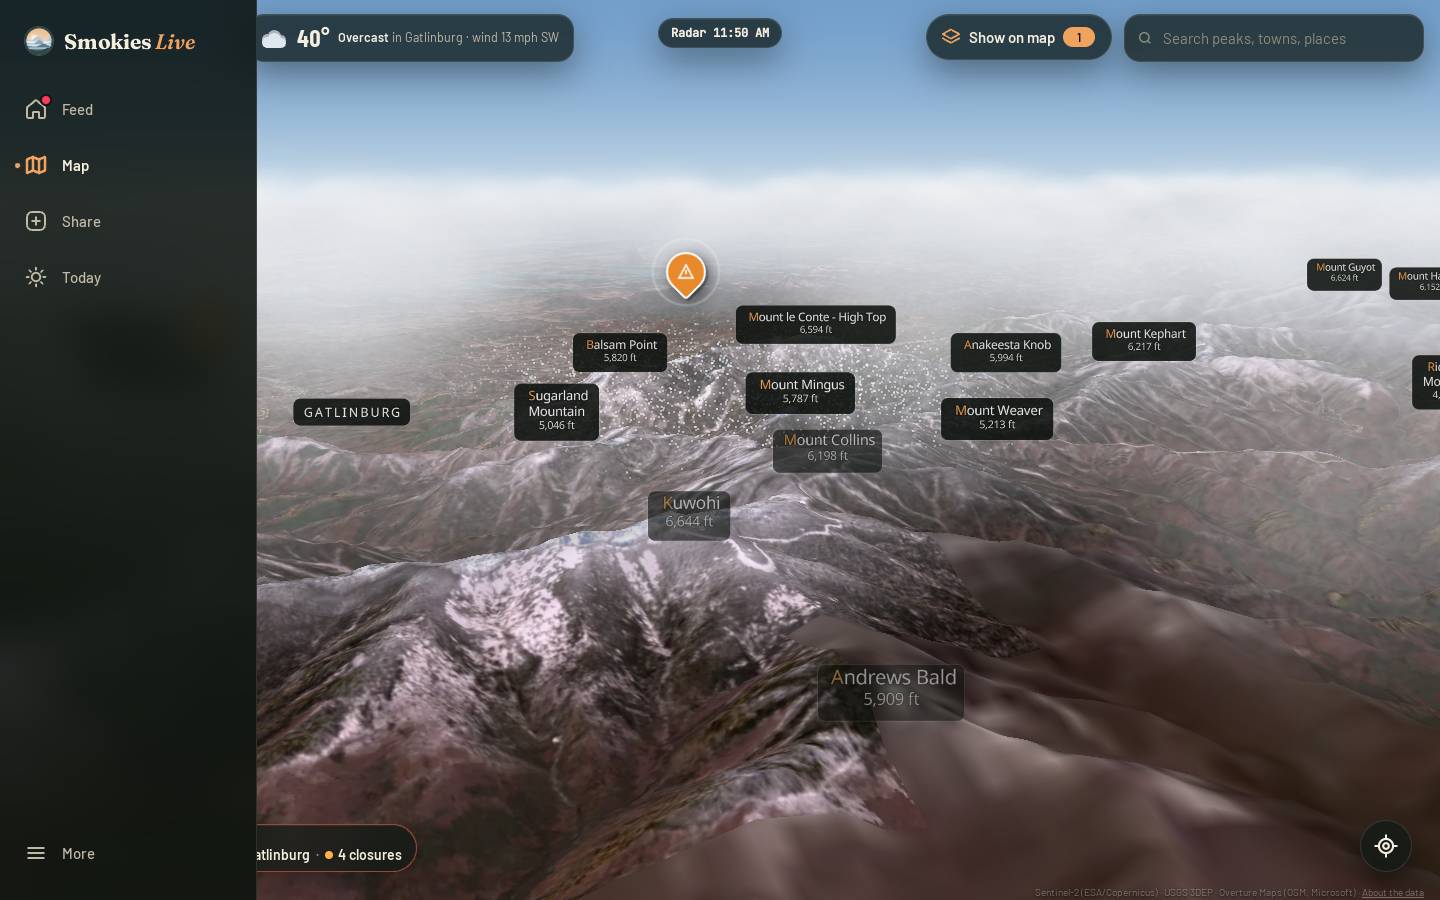 Smokies Live
40° Overcast in Gatlinburg · wind 13 mph SW
Radar 11:50 AM
Show on map 1
Search peaks, towns, places
Feed
Map
Share
Today
Mount Guyot
6,624 ft
Mount Ha
6,152
Mount le Conte - High Top
6,594 ft
Balsam Point
5,820 ft
Anakeesta Knob
5,994 ft
Mount Kephart
6,217 ft
Mount Mingus
5,787 ft
Sugarland
Mountain
5,046 ft
GATLINBURG
Mount Weaver
5,213 ft
Mount Collins
6,198 ft
Kuwohi
6,644 ft
Andrews Bald
5,909 ft
More
atlinburg · 4 closures
Sentinel-2 (ESA/Copernicus) · USGS 3DEP · Overture Maps (OSM, Microsoft) · About the data